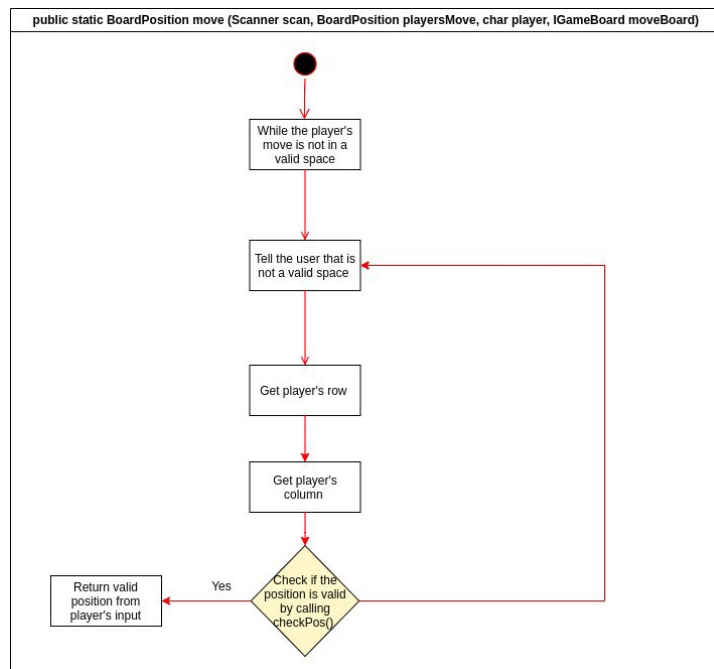 public static BoardPosition move (Scanner scan, BoardPosition playersMove, char player, IGameBoard moveBoard)
While the player's
move is not in a
valid space
Tell the user that is
not a valid space
Get player's row
Get player's
column
Check if the
position is valid
by calling
checkPos()
Yes
Return valid
position from
player's input